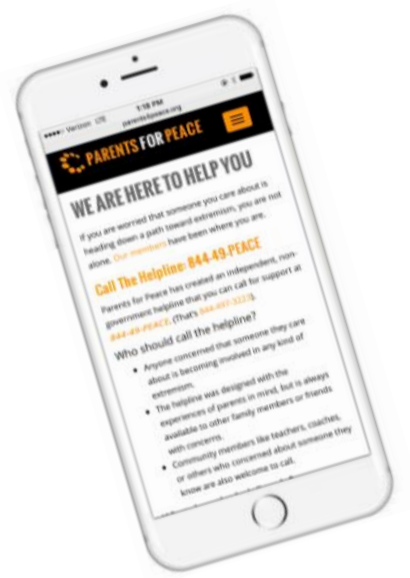 Verizon LTE
1:18 PM
parents4peace.org
PARENTS FOR PEACE
WE ARE HERE TO HELP YOU
If you are worried that someone you care about is
heading down a path toward extremism, you are not
alone. Our members have been where you are.
Call The Helpline: 844-49-PEACE
Parents for Peace has created an independent, non-
government helpline that you can call for support at
844-49-PEACE. (That's 844-497-3223).
Who should call the helpline?
• Anyone concerned that someone they care
about is becoming involved in any kind of
extremism.
• The helpline was designed with the
experiences of parents in mind, but is always
available to other family members or friends
with concerns.
• Community members like teachers, coaches,
or others who concerned about someone they
know are also welcome to call.